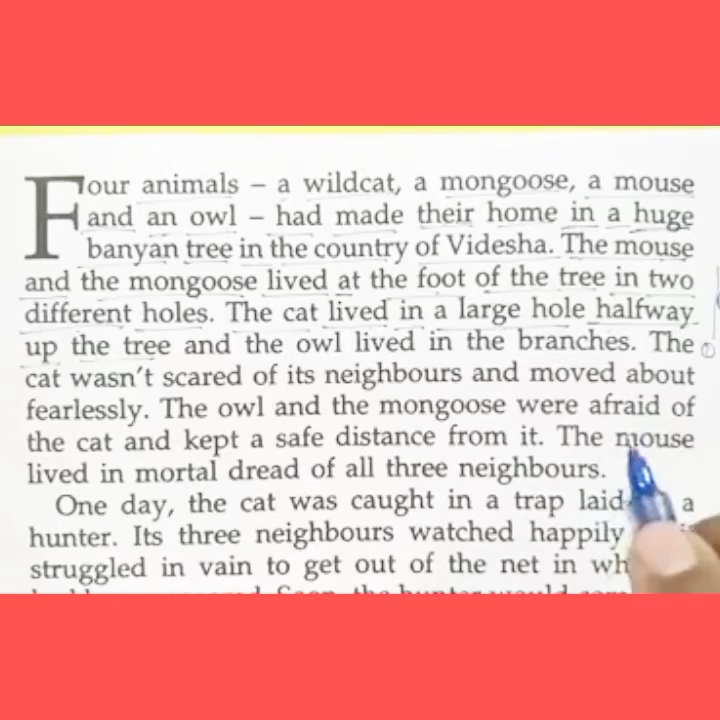 Four animals – a wildcat, a mongoose, a mouse
and an owl – had made their home in a huge
banyan tree in the country of Videsha. The mouse
and the mongoose lived at the foot of the tree in two
different holes. The cat lived in a large hole halfway
up the tree and the owl lived in the branches. The
cat wasn't scared of its neighbours and moved about
fearlessly. The owl and the mongoose were afraid of
the cat and kept a safe distance from it. The mouse
lived in mortal dread of all three neighbours.
One day, the cat was caught in a trap laid a
hunter. Its three neighbours watched happily
struggled in vain to get out of the net in wh